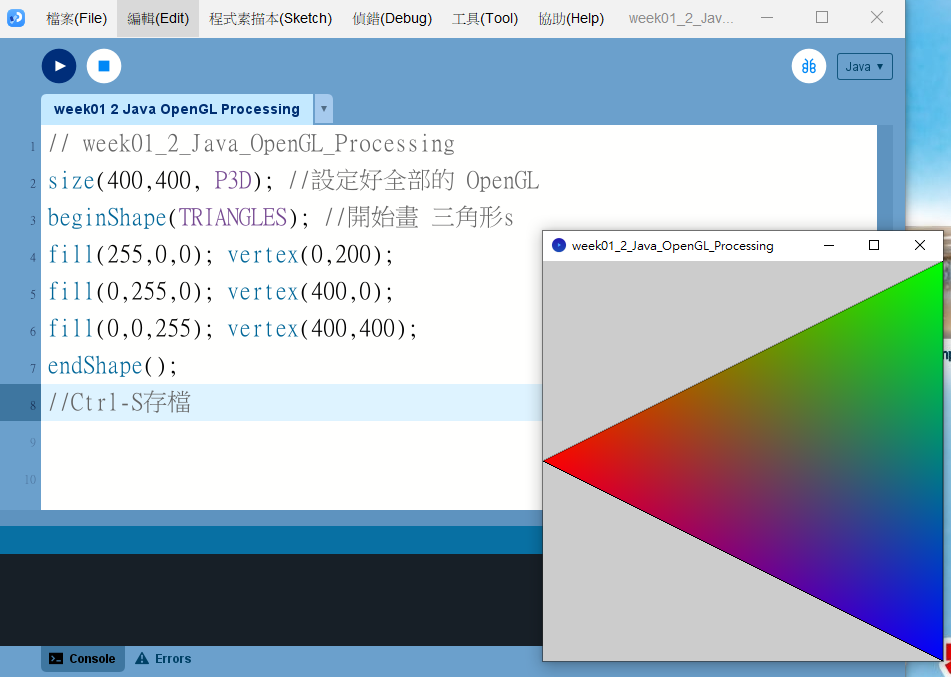 檔案(File) 編輯(Edit) 程式素描本(Sketch) 偵錯(Debug) 工具(Tool) 協助(Help) week01_2_Jav...
Java ▼
week01 2 Java OpenGL Processing ▼
1 // week01_2_Java_OpenGL_Processing
2 size(400,400, P3D); //設定好全部的 OpenGL
3 beginShape(TRIANGLES); //開始畫 三角形s
4 fill(255,0,0); vertex(0,200);
5 fill(0,255,0); vertex(400,0);
6 fill(0,0,255); vertex(400,400);
7 endShape();
8 //Ctrl-S存檔
9
10
week01_2_Java_OpenGL_Processing
Console Errors